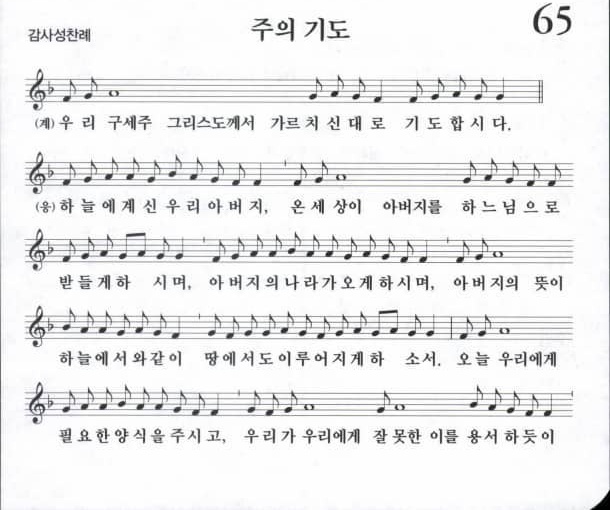 65
감사성찬례
주의 기도
(계) 우 리 구세주 그리스도께서 가르 치 신 대 로 기 도 합 시 다.
(응) 하 늘 에 계 신 우 리 아 버 지, 온 세 상이 아버지를 하 느 님 으 로
받 들 게 하 시 며, 아 버 지 의 나 라 가 오 게 하 시 며, 아 버 지의 뜻이
하 늘 에 서 와 같 이 땅 에 서 도 이 루 어 지 게 하 소 서. 오 늘 우리에게
필 요 한 양 식 을 주 시 고, 우 리 가 우리에게 잘 못한 이를 용 서 하 듯 이